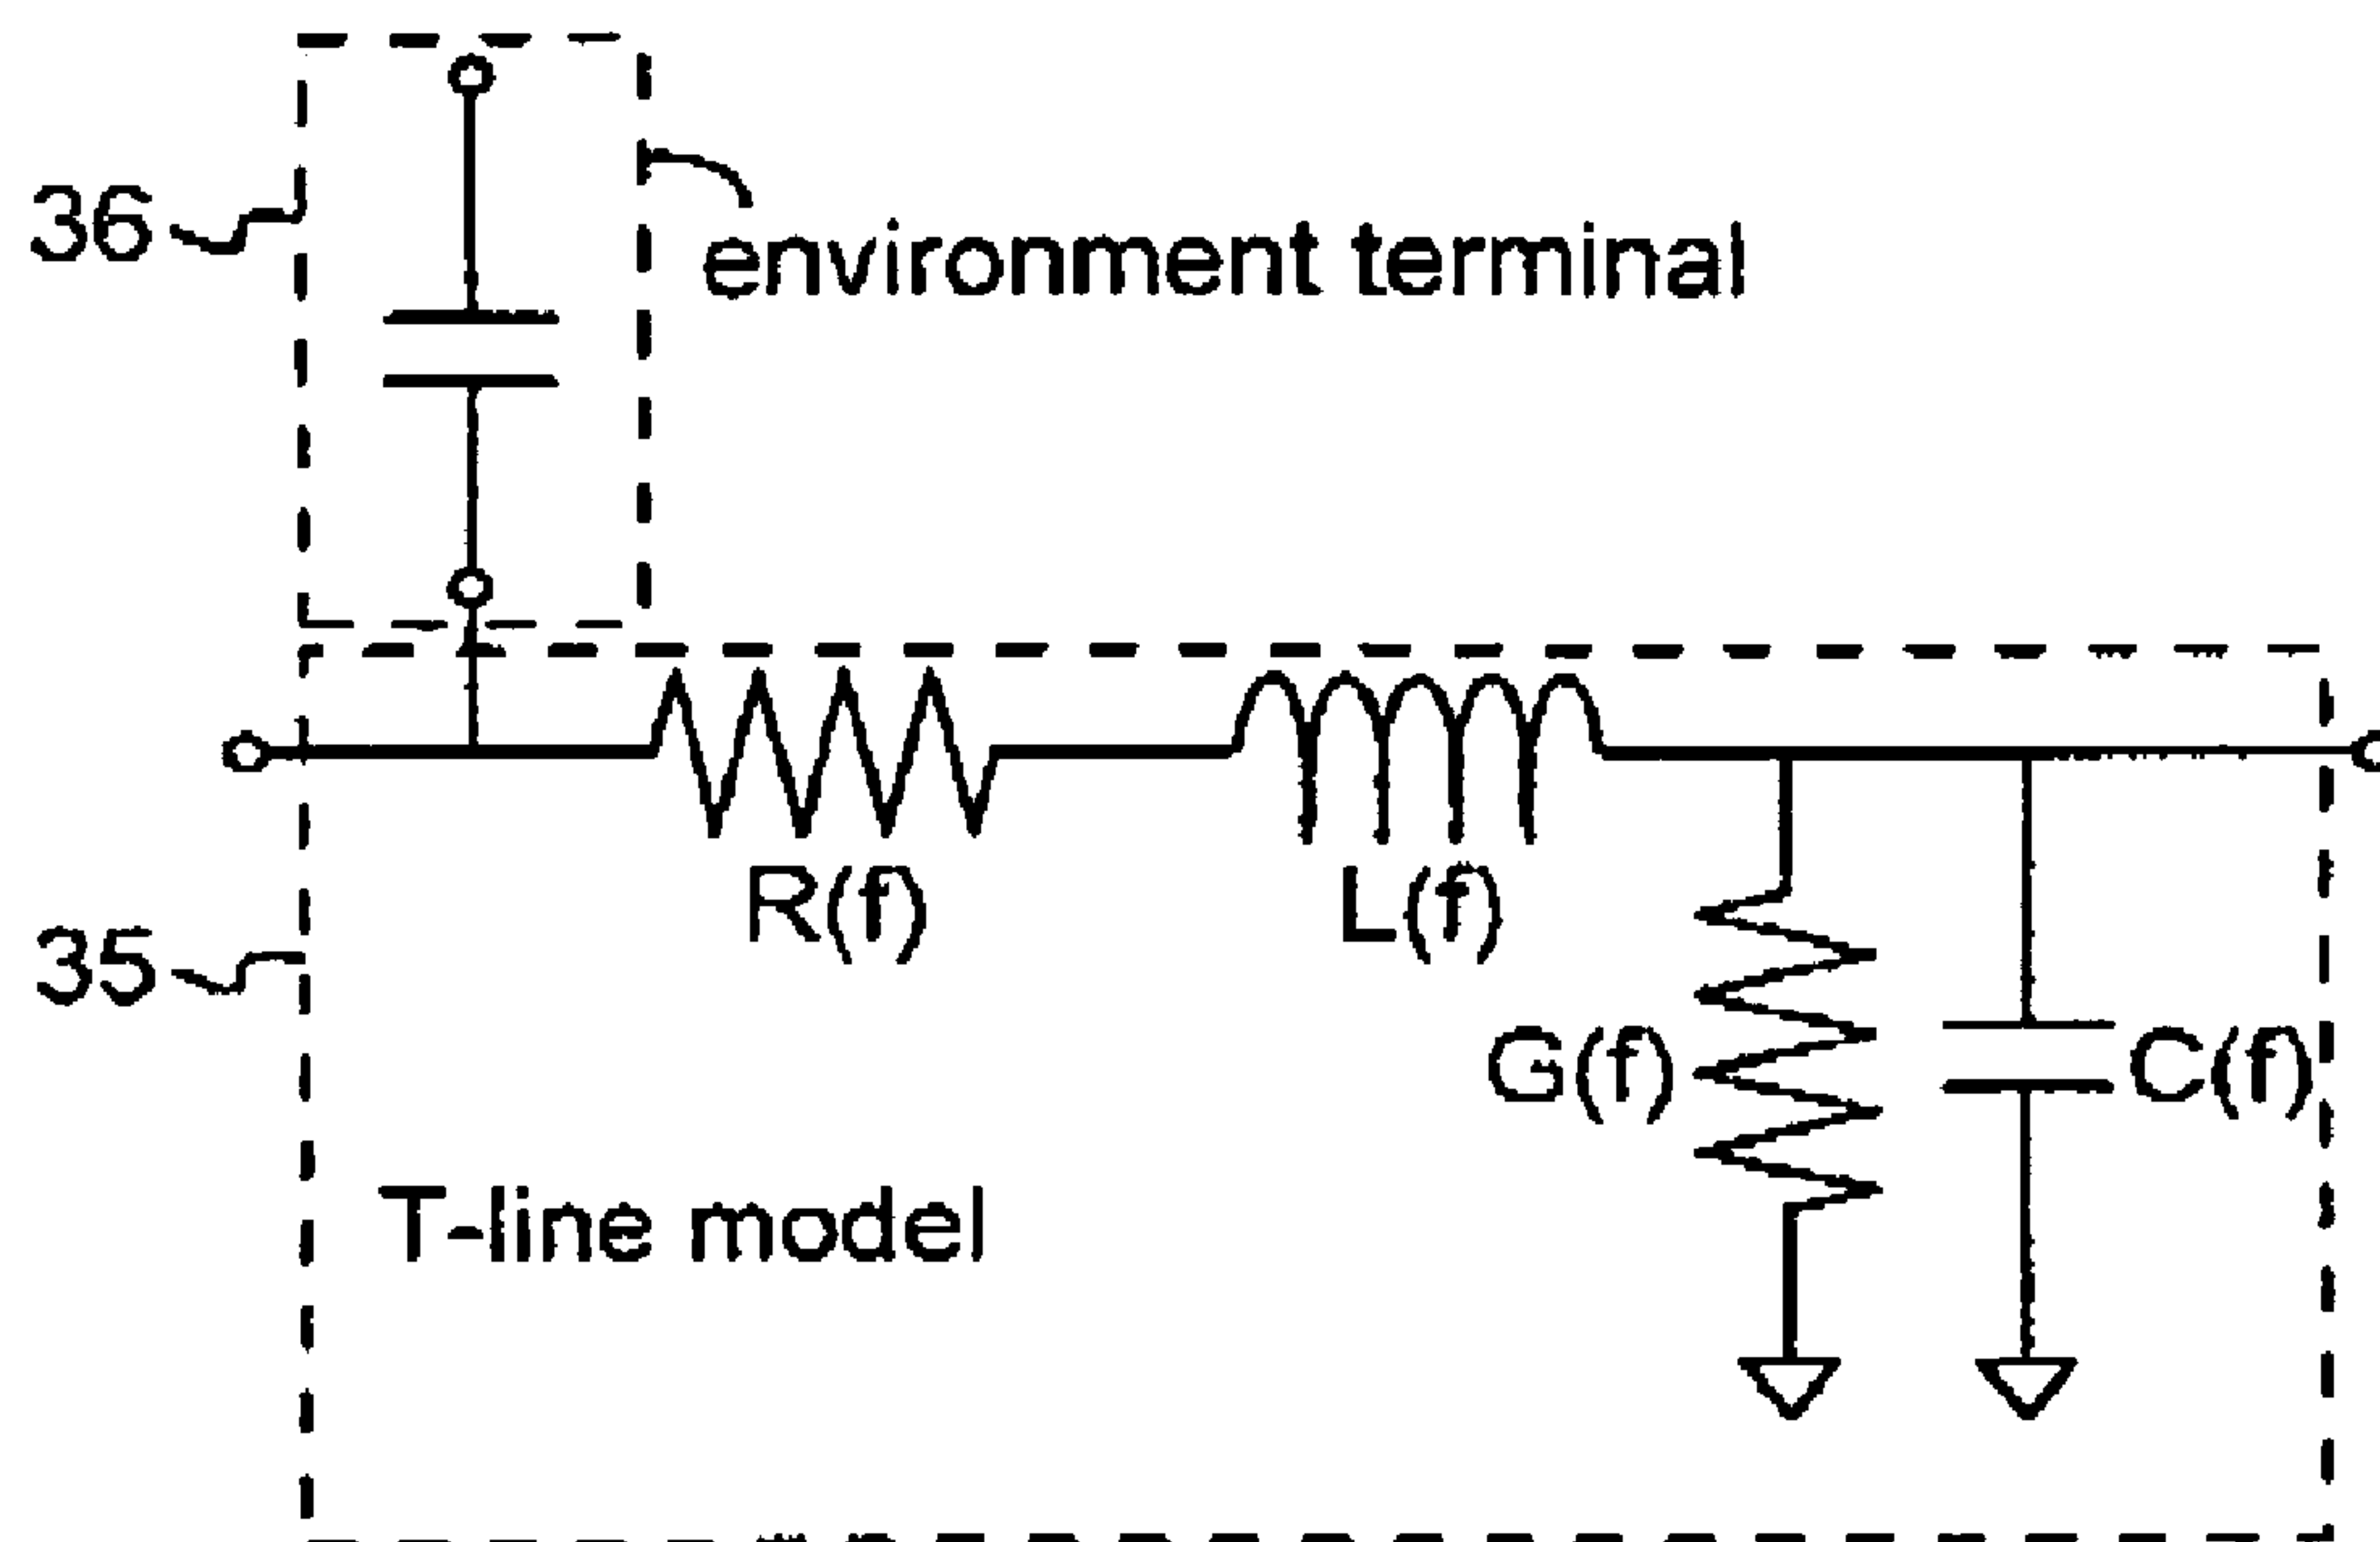 36
environment terminal
R(f)
L(f)
35
G(f)
C(f)
T-line model